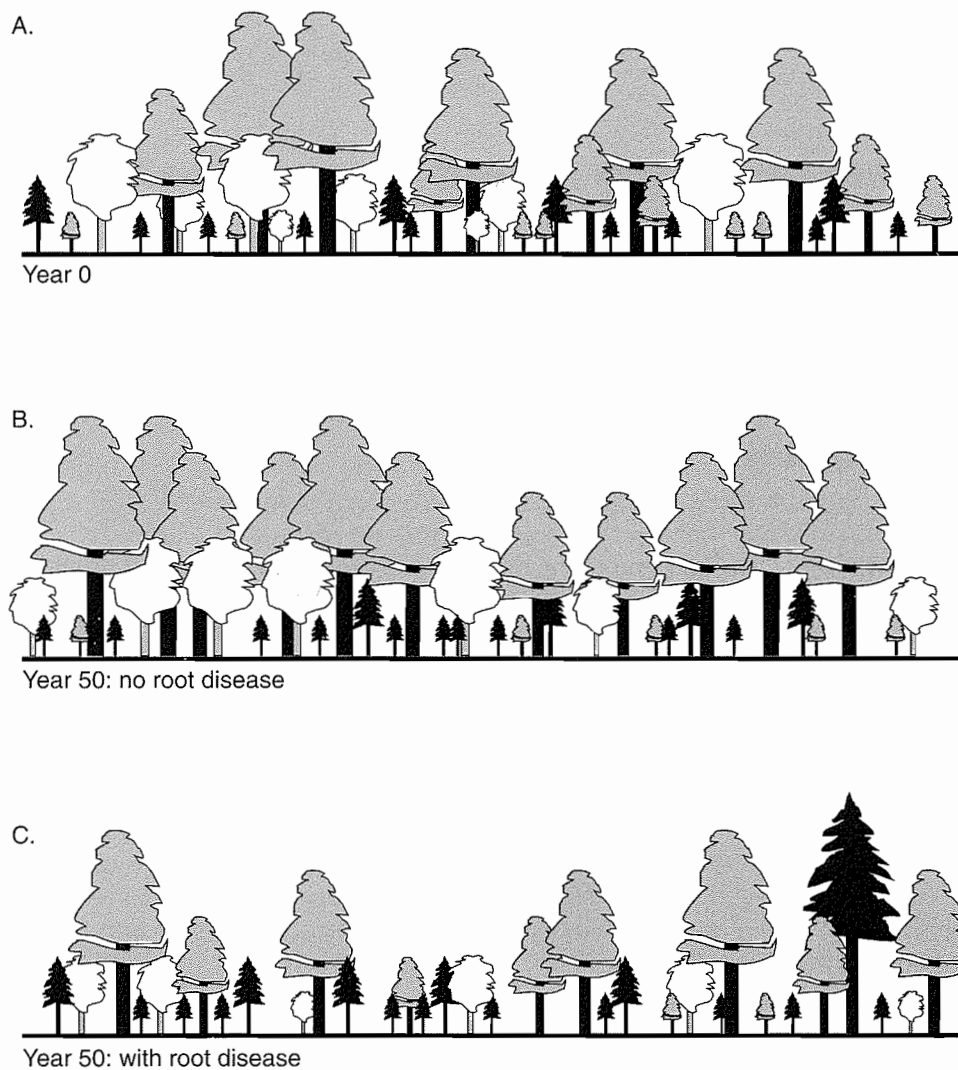 A.
Year 0
B.
Year 50: no root disease
C.
Year 50: with root disease